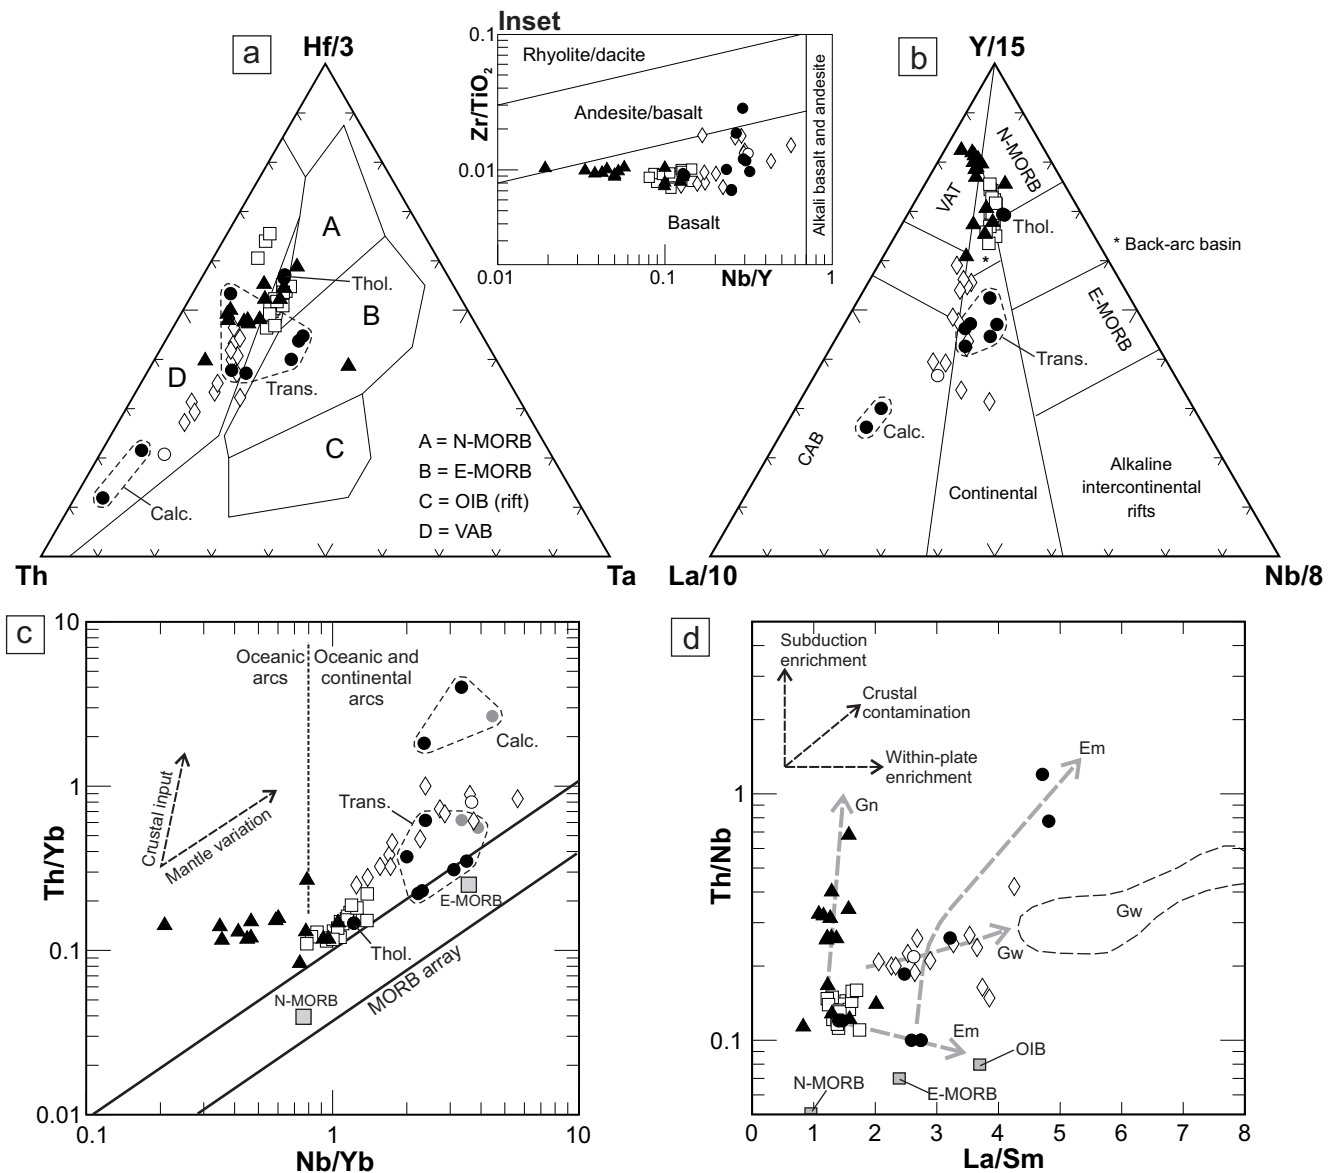 a
Hf/3
A
B
C
D
Thol.
Trans.
Calc.
A = N-MORB
B = E-MORB
C = OIB (rift)
D = VAB
Th
Ta
Inset
0.1
0.01
Zr/TiO2
Rhyolite/dacite
Andesite/basalt
Basalt
Alkali basalt and andesite
0.01
0.1
1
Nb/Y
b
Y/15
N-MORB
VAT
Thol.
* Back-arc basin
*
E-MORB
Trans.
Calc.
CAB
Continental
Alkaline
intercontinental
rifts
La/10
Nb/8
c
10
1
0.1
0.01
Th/Yb
Oceanic
arcs
Oceanic and
continental
arcs
Calc.
Trans.
Crustal input
Mantle variation
E-MORB
Thol.
MORB array
N-MORB
0.1
1
10
Nb/Yb
d
1
0.1
Th/Nb
Subduction
enrichment
Crustal
contamination
Within-plate
enrichment
Em
Gn
Gw
Gw
Em
OIB
E-MORB
N-MORB
0
1
2
3
4
5
6
7
8
La/Sm